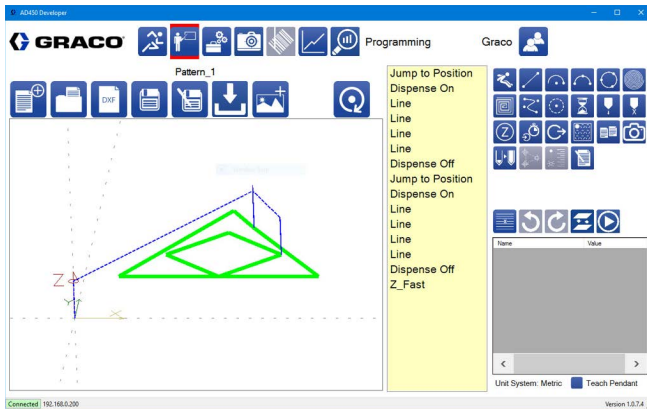 AD450 Developer
GRACO
Programming
Graco
Pattern_1
DXF
Jump to Position
Dispense On
Line
Line
Line
Line
Dispense Off
Jump to Position
Dispense On
Line
Line
Line
Line
Dispense Off
Z_Fast
Z
Y
X
Z
Name Value
Unit System: Metric
Teach Pendant
Connected 192.168.0.200
Version 1.0.7.4